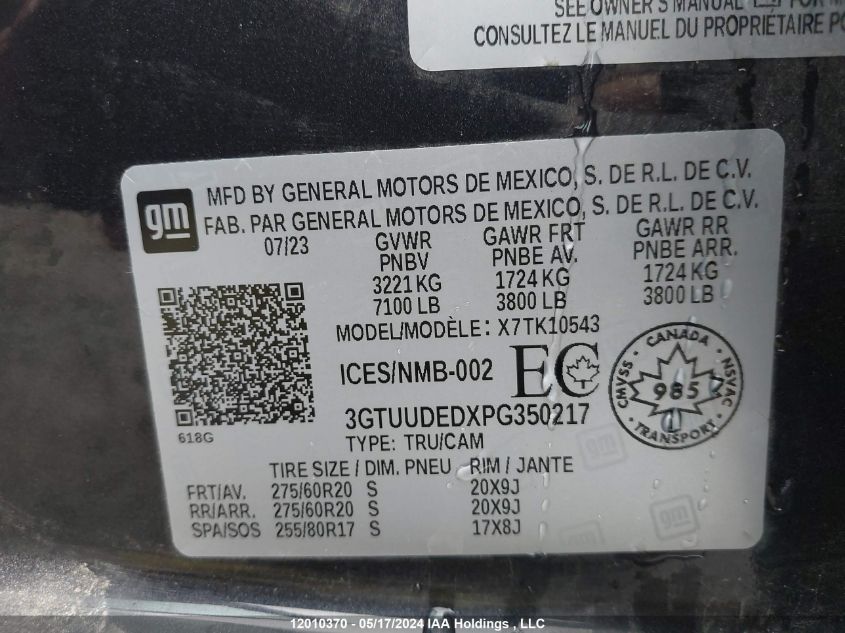 SEE OWNER'S MANUAL FOR M
CONSULTEZ LE MANUEL DU PROPRIÉTAIRE PO
gm
MFD BY GENERAL MOTORS DE MEXICO, S. DE R.L. DE C.V.
FAB. PAR GENERAL MOTORS DE MEXICO, S. DE R.L. DE C.V.
07/23 GVWR GAWR FRT GAWR RR
PNBV PNBE AV. PNBE ARR.
3221 KG 1724 KG 1724 KG
7100 LB 3800 LB 3800 LB
MODEL/MODÈLE: X7TK10543
ICES/NMB-002 EC
CANADA
CMVSS 985 NSVAC
TRANSPORT
3GTUUDEDXPG350217
618G
TYPE: TRU/CAM
TIRE SIZE / DIM. PNEU RIM / JANTE
FRT/AV. 275/60R20 S 20X9J
RR/ARR. 275/60R20 S 20X9J
SPA/SOS 255/80R17 S 17X8J
gm
12010370 - 05/17/2024 IAA Holdings, LLC